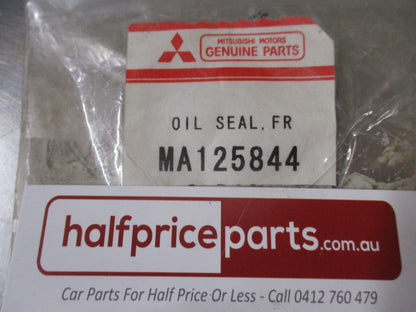 MITSUBISHI MOTORS
GENUINE PARTS
OIL SEAL, FR
MA125844
halfpriceparts.com.au
Car Parts For Half Price Or Less - Call 0412 760 479